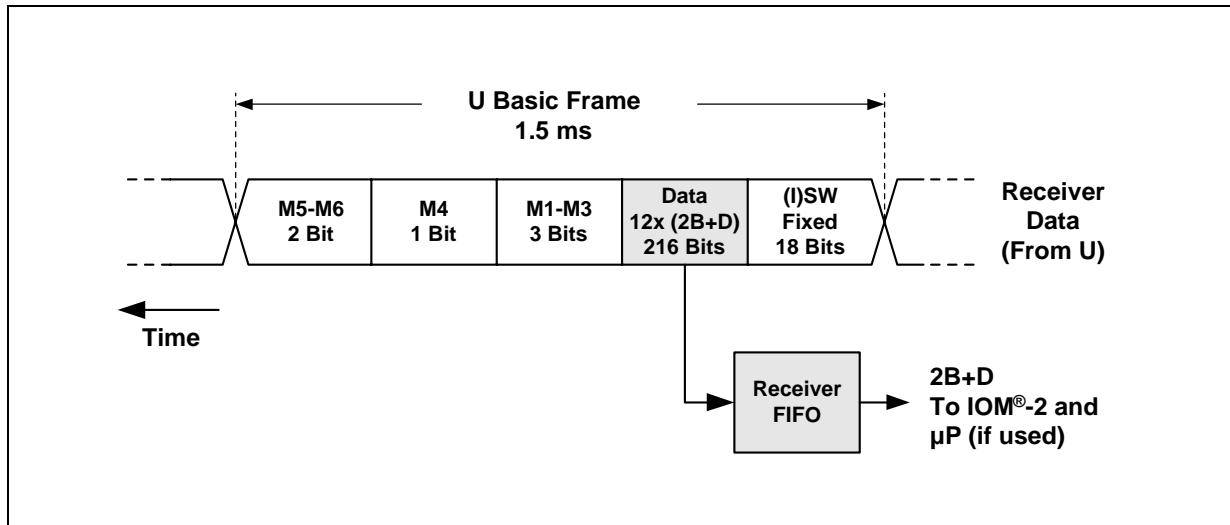 U Basic Frame
1.5 ms
M5-M6
2 Bit
M4
1 Bit
M1-M3
3 Bits
Data
12x (2B+D)
216 Bits
(I)SW
Fixed
18 Bits
Receiver
Data
(From U)
Time
Receiver
FIFO
2B+D
To IOM®-2 and
µP (if used)